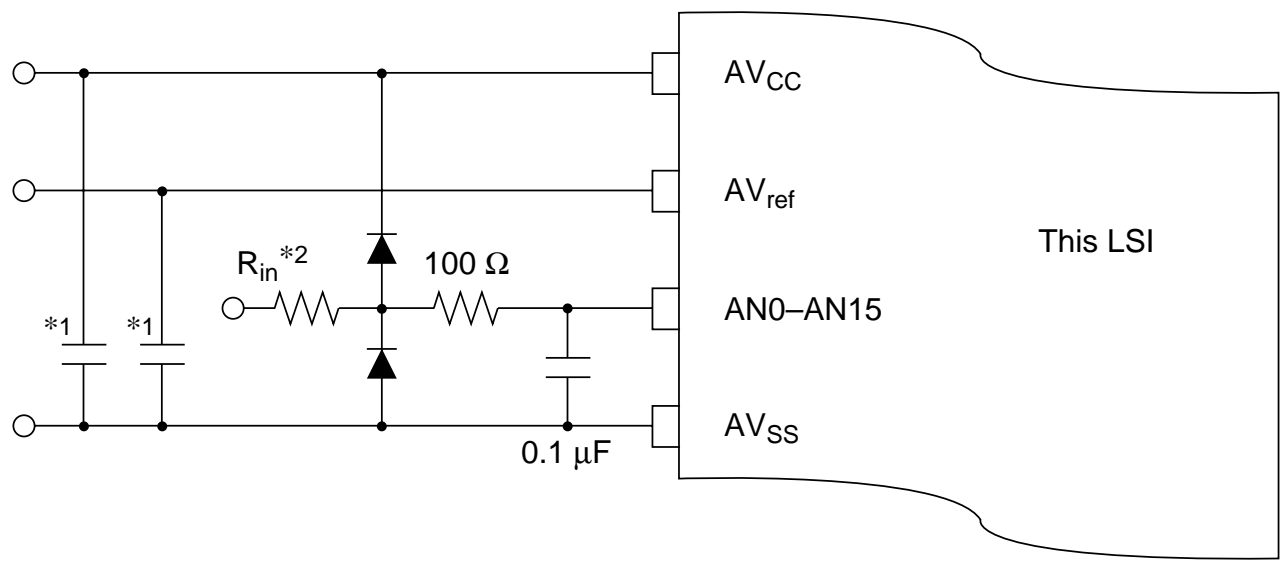 AVCC
AVref
This LSI
Rin*2
100 Ω
*1
*1
AN0–AN15
AVSS
0.1 μF